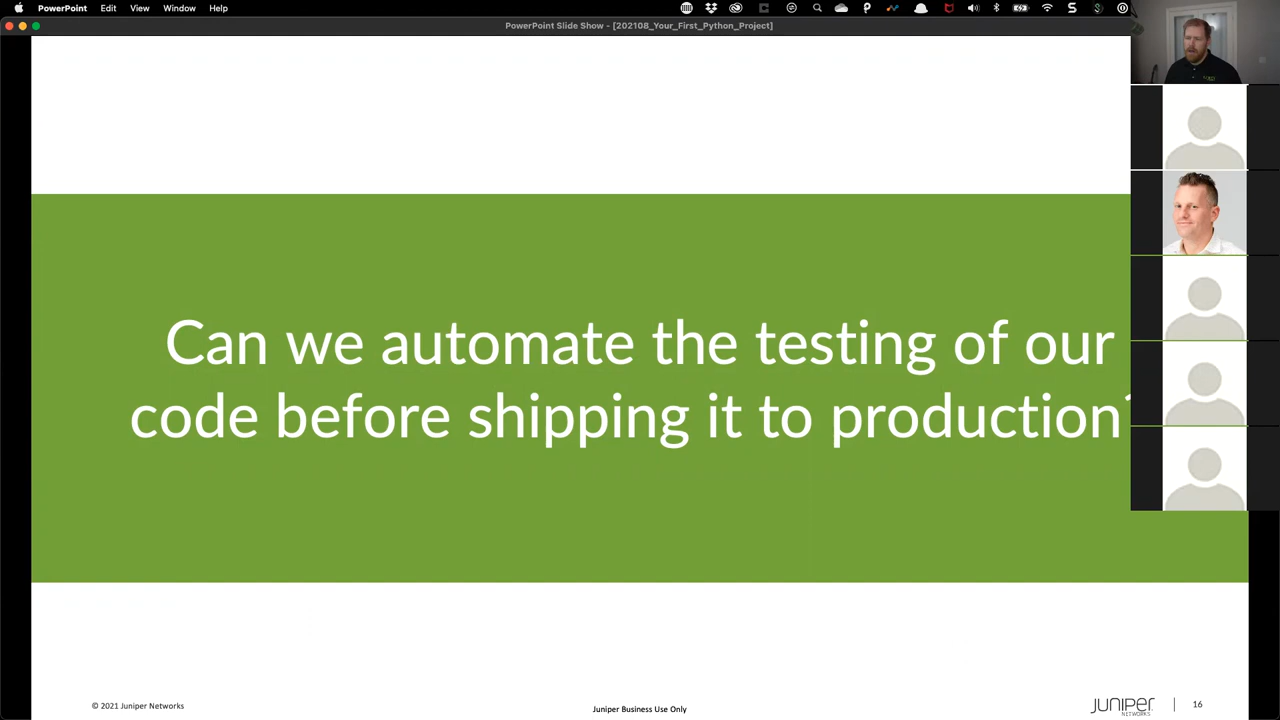 PowerPoint Edit View Window Help
PowerPoint Slide Show - [202108_Your_First_Python_Project]
Can we automate the testing of our
code before shipping it to production?
© 2021 Juniper Networks
Juniper Business Use Only
JUNIPER
NETWORKS
16